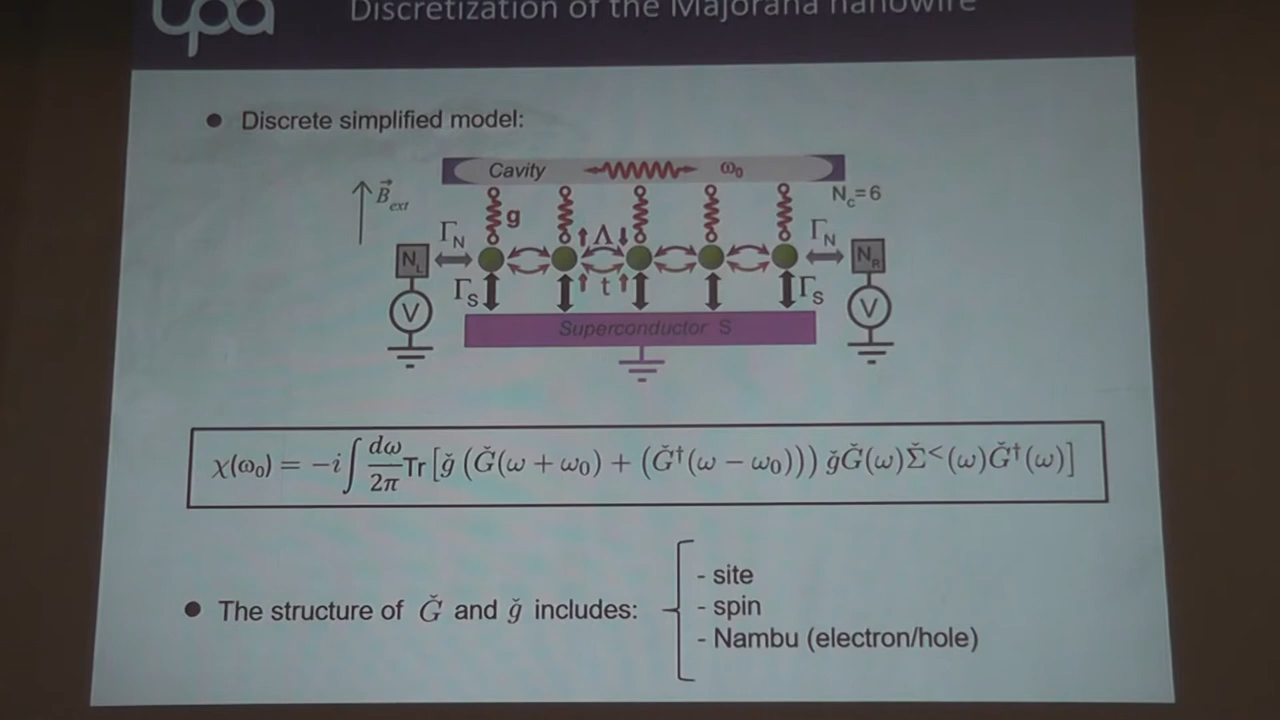 Discretization of the Majorana nanowire
Discrete simplified model:
Cavity ω₀
B⃗ext
N_C=6
g
Γ_N ↑Λ↓ Γ_N
N_L N_R
Γ_S ↑t↑ Γ_S
V V
Superconductor S
χ(ω₀) = −i∫ dω/2π Tr [ǧ (Ǧ(ω + ω₀) + (Ǧ†(ω − ω₀))) ǧǦ(ω)Σ̌<(ω)Ǧ†(ω)]
The structure of Ǧ and ǧ includes:
- site
- spin
- Nambu (electron/hole)